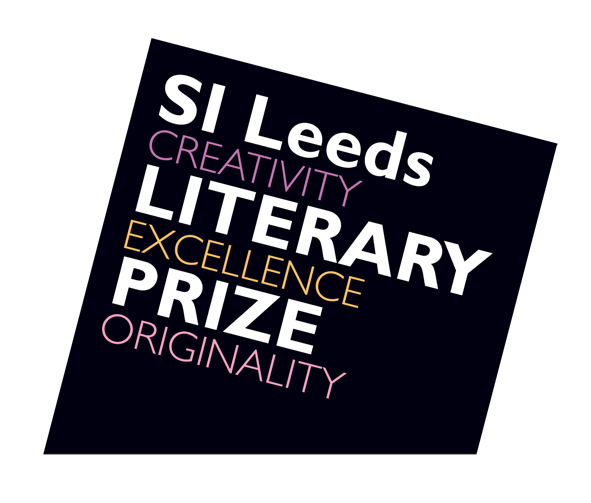 SI Leeds
CREATIVITY
LITERARY
EXCELLENCE
PRIZE
ORIGINALITY